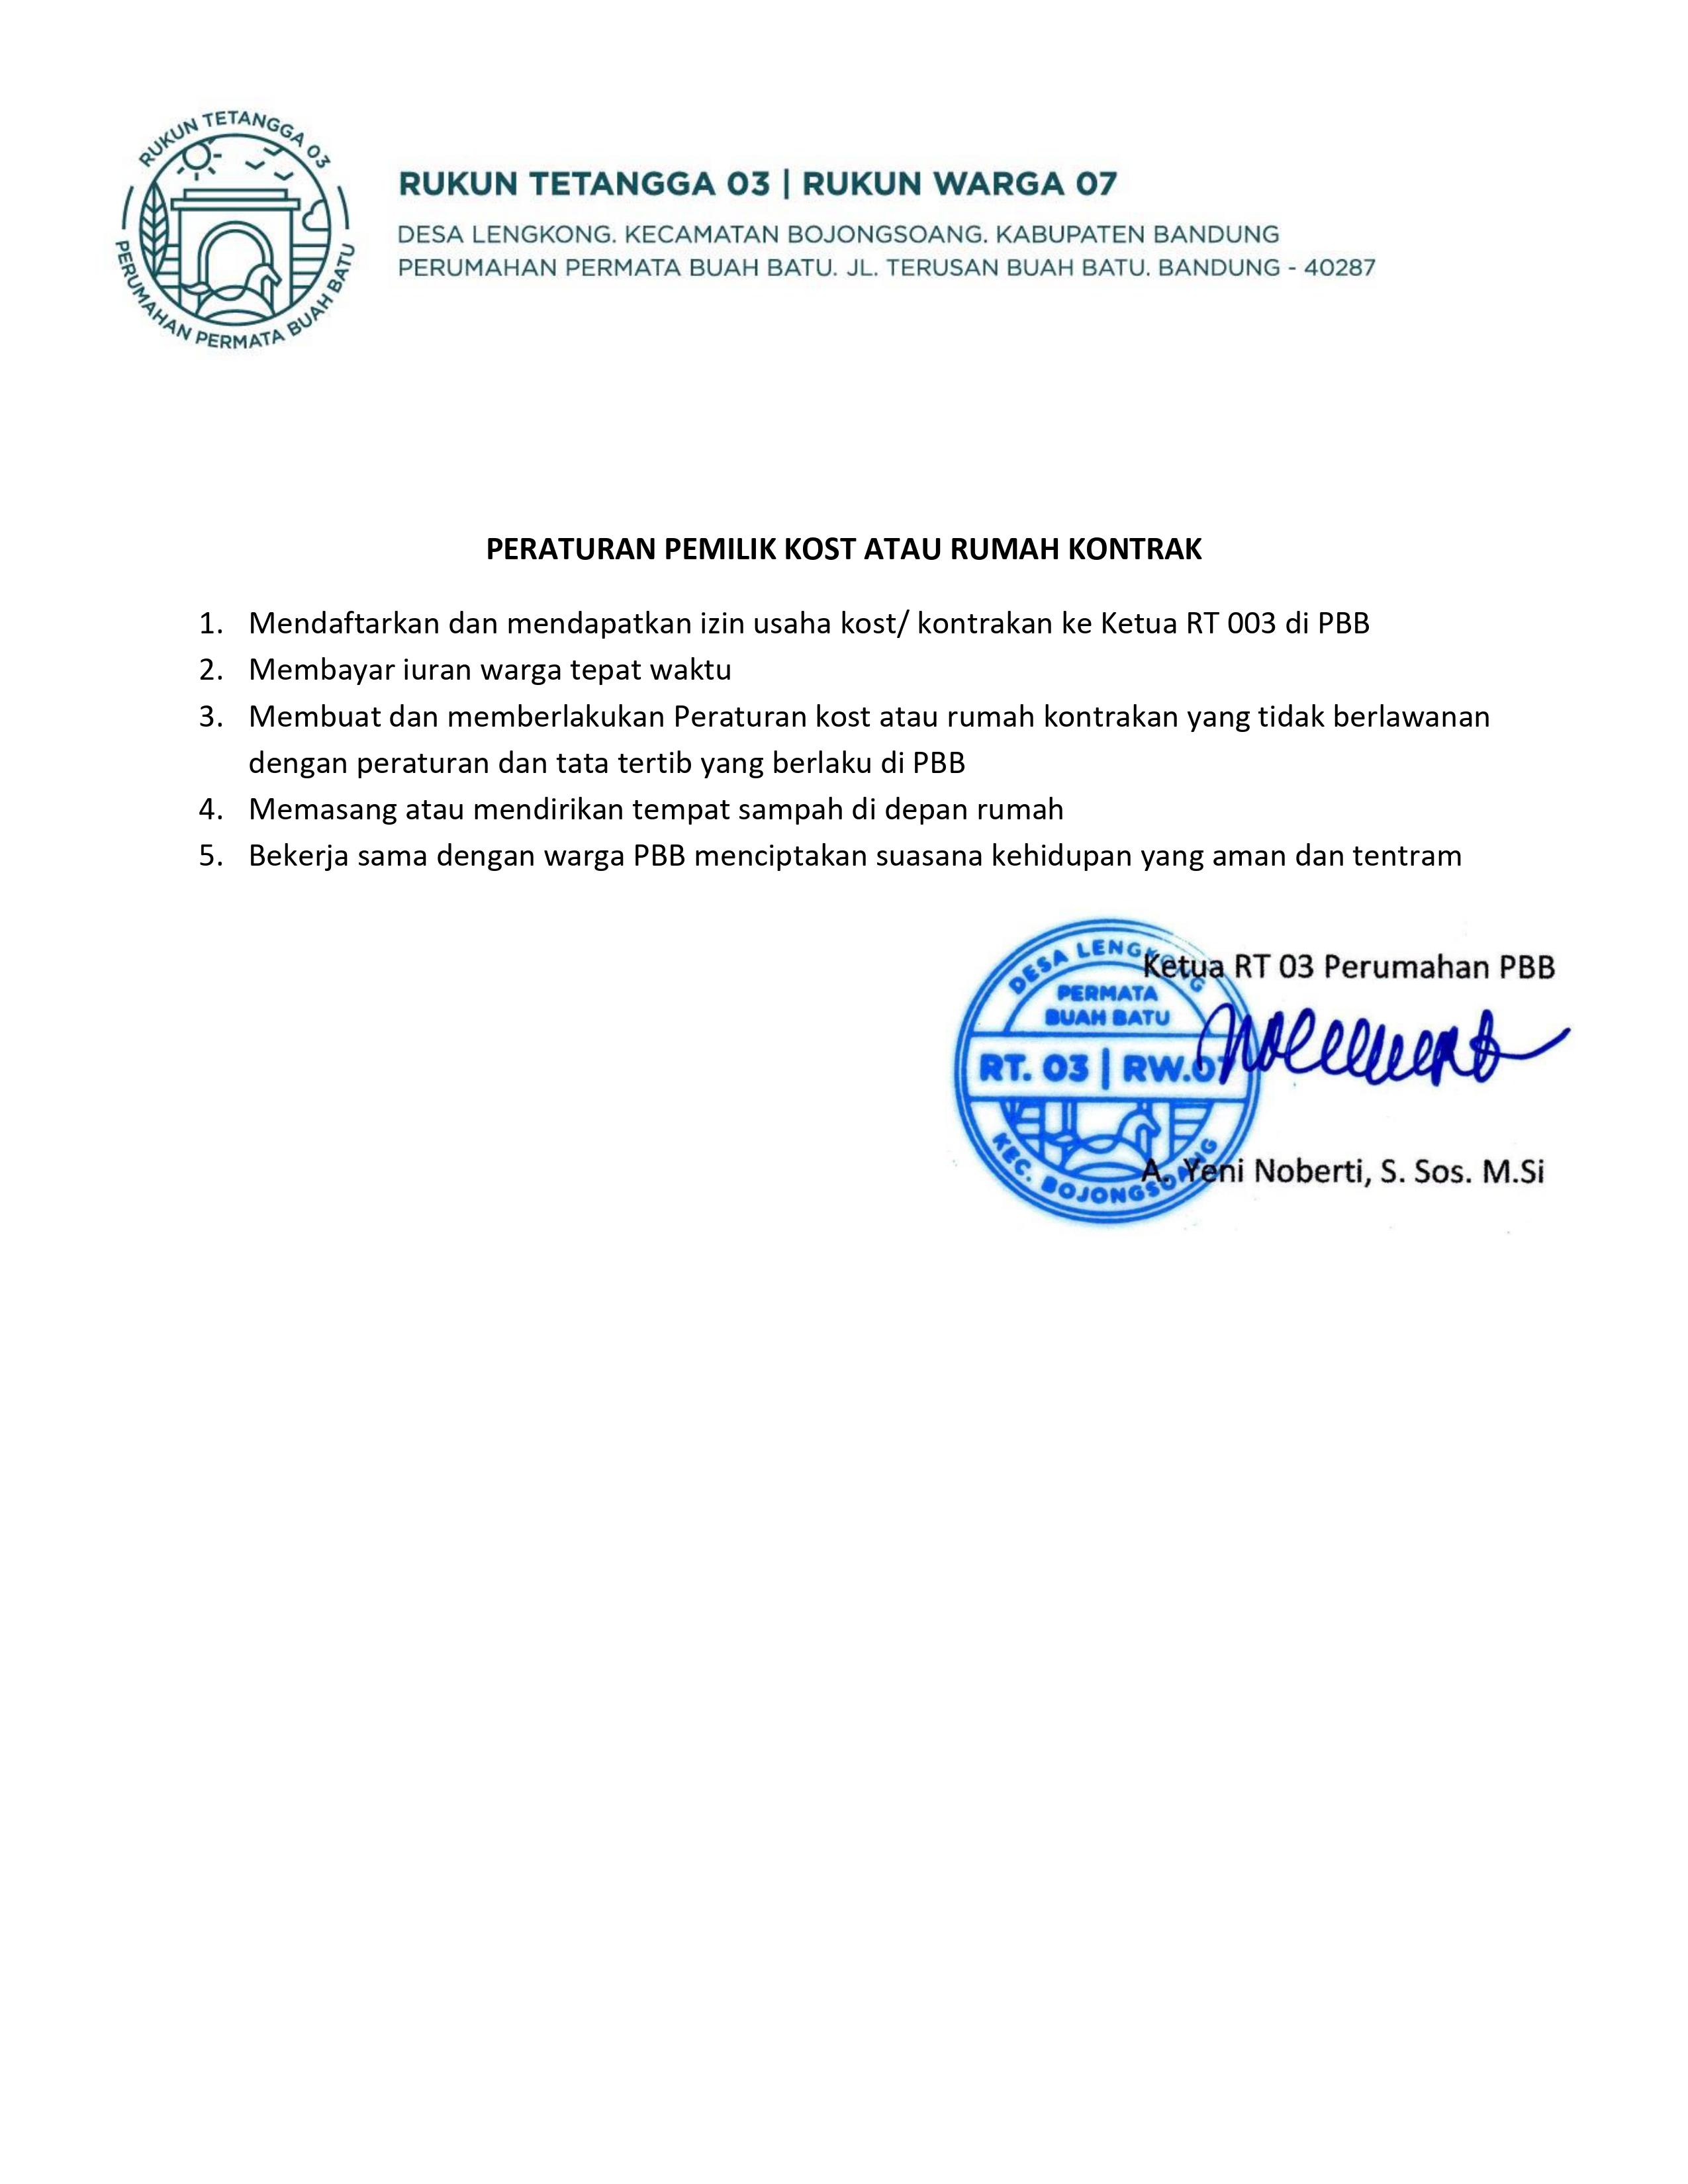 RUKUN TETANGGA 03
PERUMAHAN PERMATA BUAH BATU
RUKUN TETANGGA 03 | RUKUN WARGA 07
DESA LENGKONG. KECAMATAN BOJONGSOANG. KABUPATEN BANDUNG
PERUMAHAN PERMATA BUAH BATU. JL. TERUSAN BUAH BATU. BANDUNG - 40287
PERATURAN PEMILIK KOST ATAU RUMAH KONTRAK
1. Mendaftarkan dan mendapatkan izin usaha kost/ kontrakan ke Ketua RT 003 di PBB
2. Membayar iuran warga tepat waktu
3. Membuat dan memberlakukan Peraturan kost atau rumah kontrakan yang tidak berlawanan
dengan peraturan dan tata tertib yang berlaku di PBB
4. Memasang atau mendirikan tempat sampah di depan rumah
5. Bekerja sama dengan warga PBB menciptakan suasana kehidupan yang aman dan tentram
Ketua RT 03 Perumahan PBB
DESA LENGKONG
PERMATA
BUAH BATU
RT. 03 | RW.07
KEC. BOJONGSOANG
A. Yeni Noberti, S. Sos. M.Si